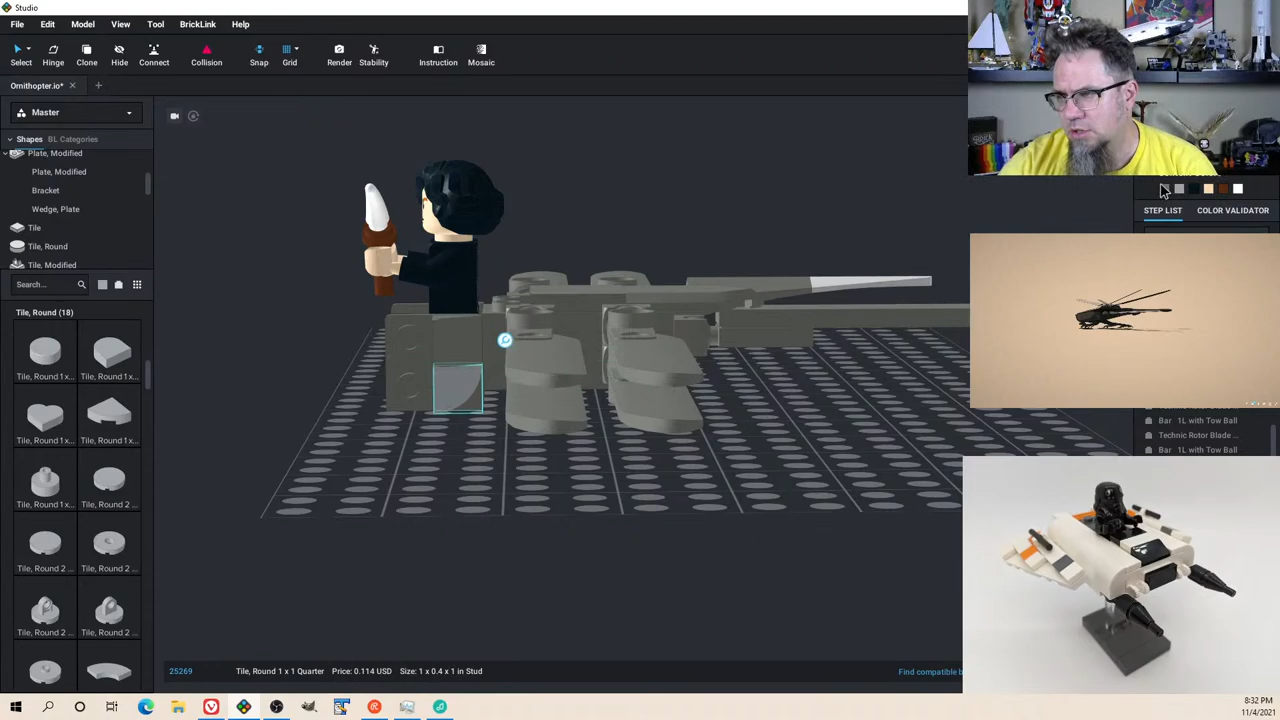 Studio
File Edit Model View Tool BrickLink Help
Select Hinge Clone Hide Connect Collision Snap Grid Render Stability Instruction Mosaic
Ornithopter.io*
Master
Shapes BL Categories
Plate, Modified
Plate, Modified
Bracket
Wedge, Plate
Tile
Tile, Round
Tile, Modified
Search...
Tile, Round (18)
Tile, Round 1x... Tile, Round 1x...
Tile, Round 1x... Tile, Round 1x...
Tile, Round 1x... Tile, Round 2 ...
Tile, Round 2 ... Tile, Round 2 ...
Tile, Round 2 ... Tile, Round 2 ...
STEP LIST COLOR VALIDATOR
Bar 1L with Tow Ball
Technic Rotor Blade ...
Bar 1L with Tow Ball
25269 Tile, Round 1 x 1 Quarter Price: 0.114 USD Size: 1 x 0.4 x 1 in Stud
Find compatible
8:32 PM
11/4/2021